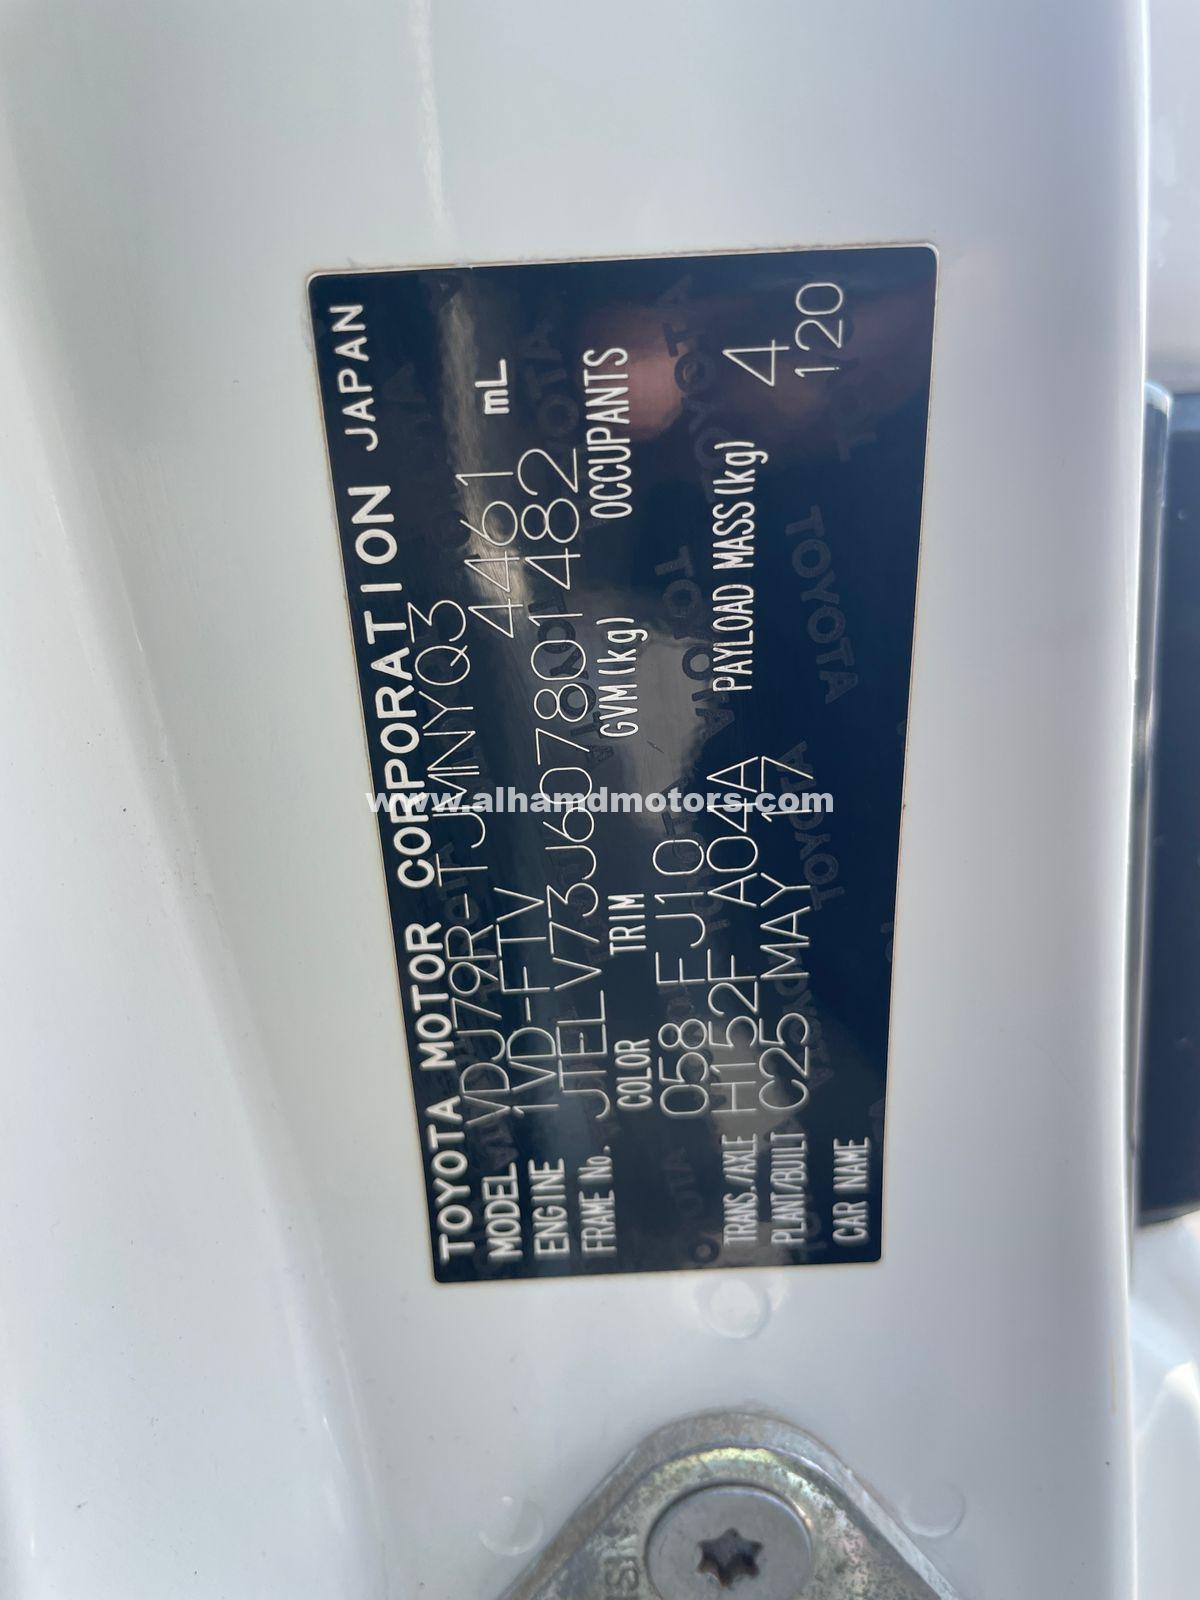 TOYOTA MOTOR CORPORATION JAPAN
MODEL VDJ79R-TJMNYQ3
ENGINE 1VD-FTV 4461 mL
FRAME No. JTELV73J607801482
COLOR TRIM GVM(kg) OCCUPANTS
058 FJ10 4
TRANS./AXLE H152F A04A PAYLOAD MASS(kg) 120
PLANT/BUILT C25 MAY 17
CAR NAME
www.alhamdmotors.com